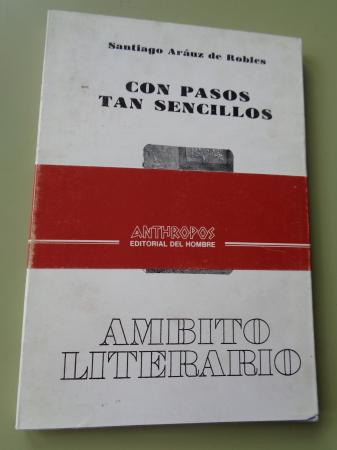 Santiago Aráuz de Robles
CON PASOS
TAN SENCILLOS
ANTHROPOS
EDITORIAL DEL HOMBRE
AMBITO
LITERARIO